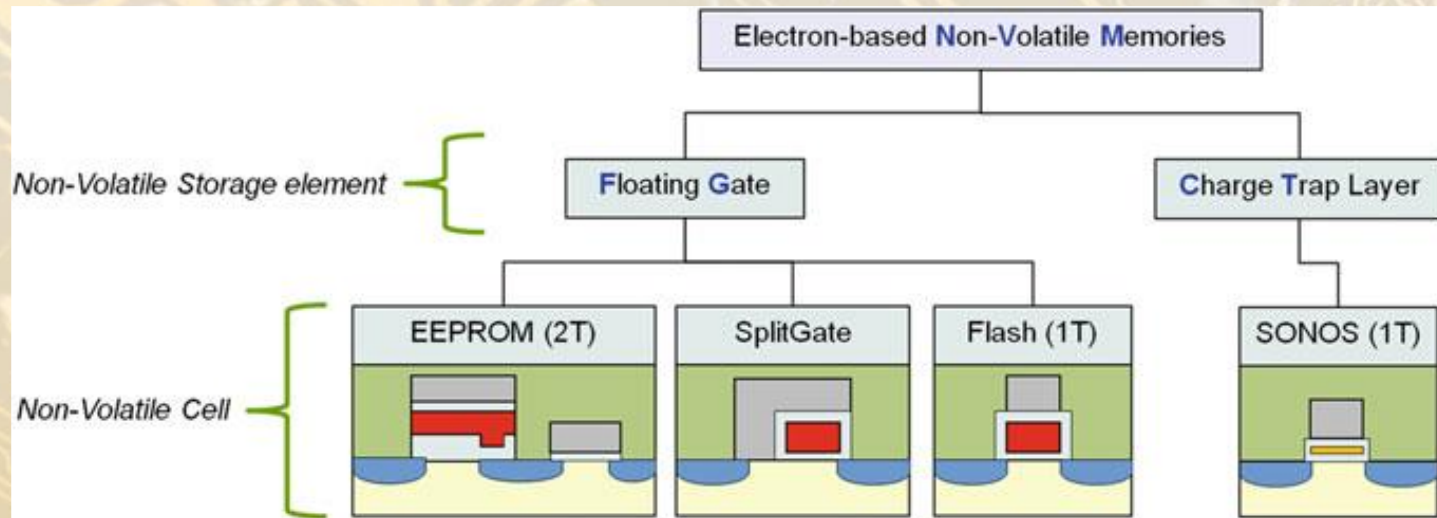 Electron-based Non-Volatile Memories
Non-Volatile Storage element
Floating Gate
Charge Trap Layer
EEPROM (2T)
SplitGate
Flash (1T)
SONOS (1T)
Non-Volatile Cell